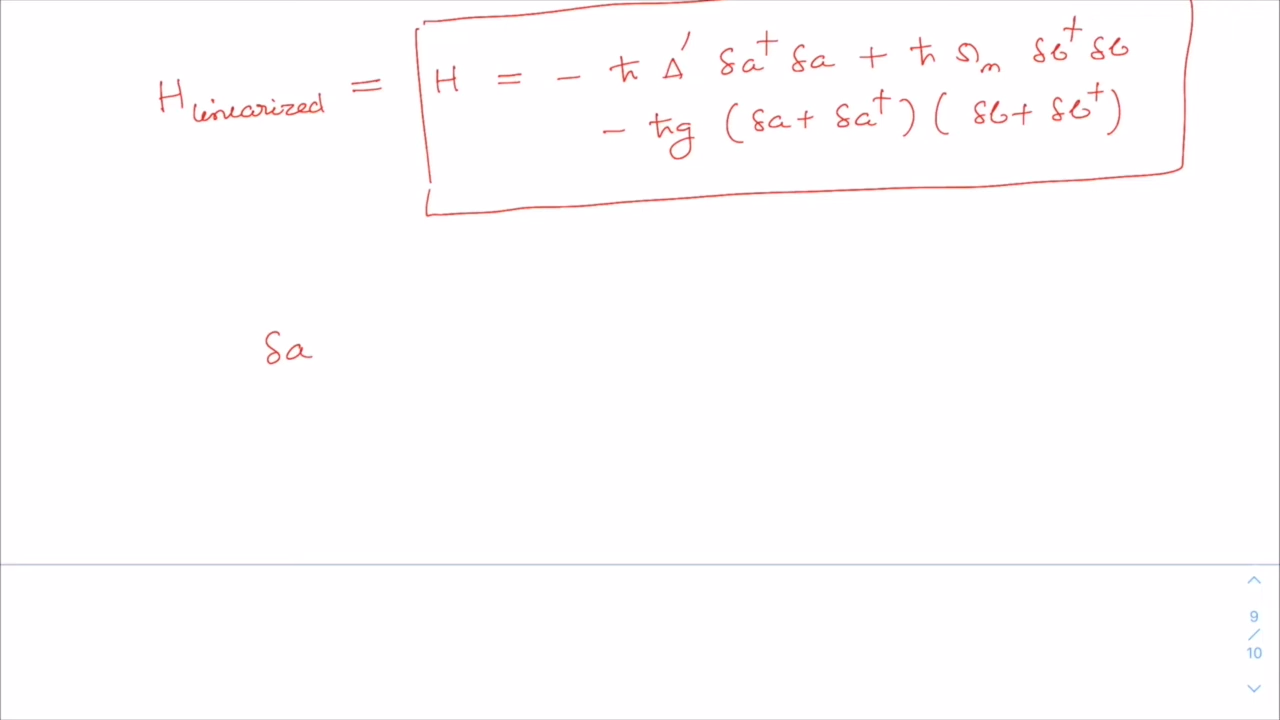 H_linearized = H = - ħ Δ′ δa† δa + ħ Ω_m δb† δb
- ħg (δa + δa†) ( δb + δb†)
δa
9
/
10